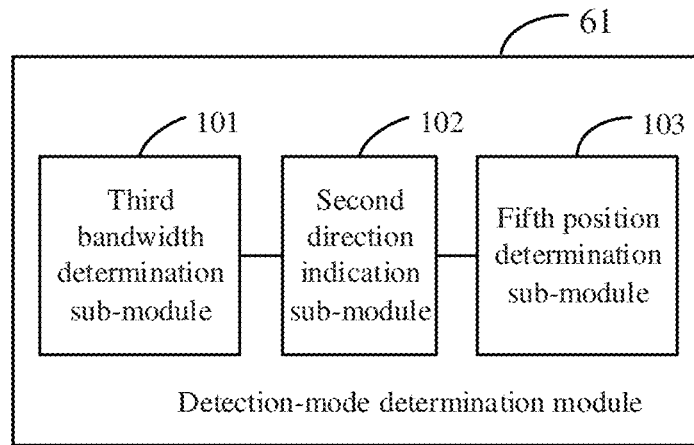 61
101
102
103
Third
bandwidth
determination
sub-module
Second
direction
indication
sub-module
Fifth position
determination
sub-module
Detection-mode determination module